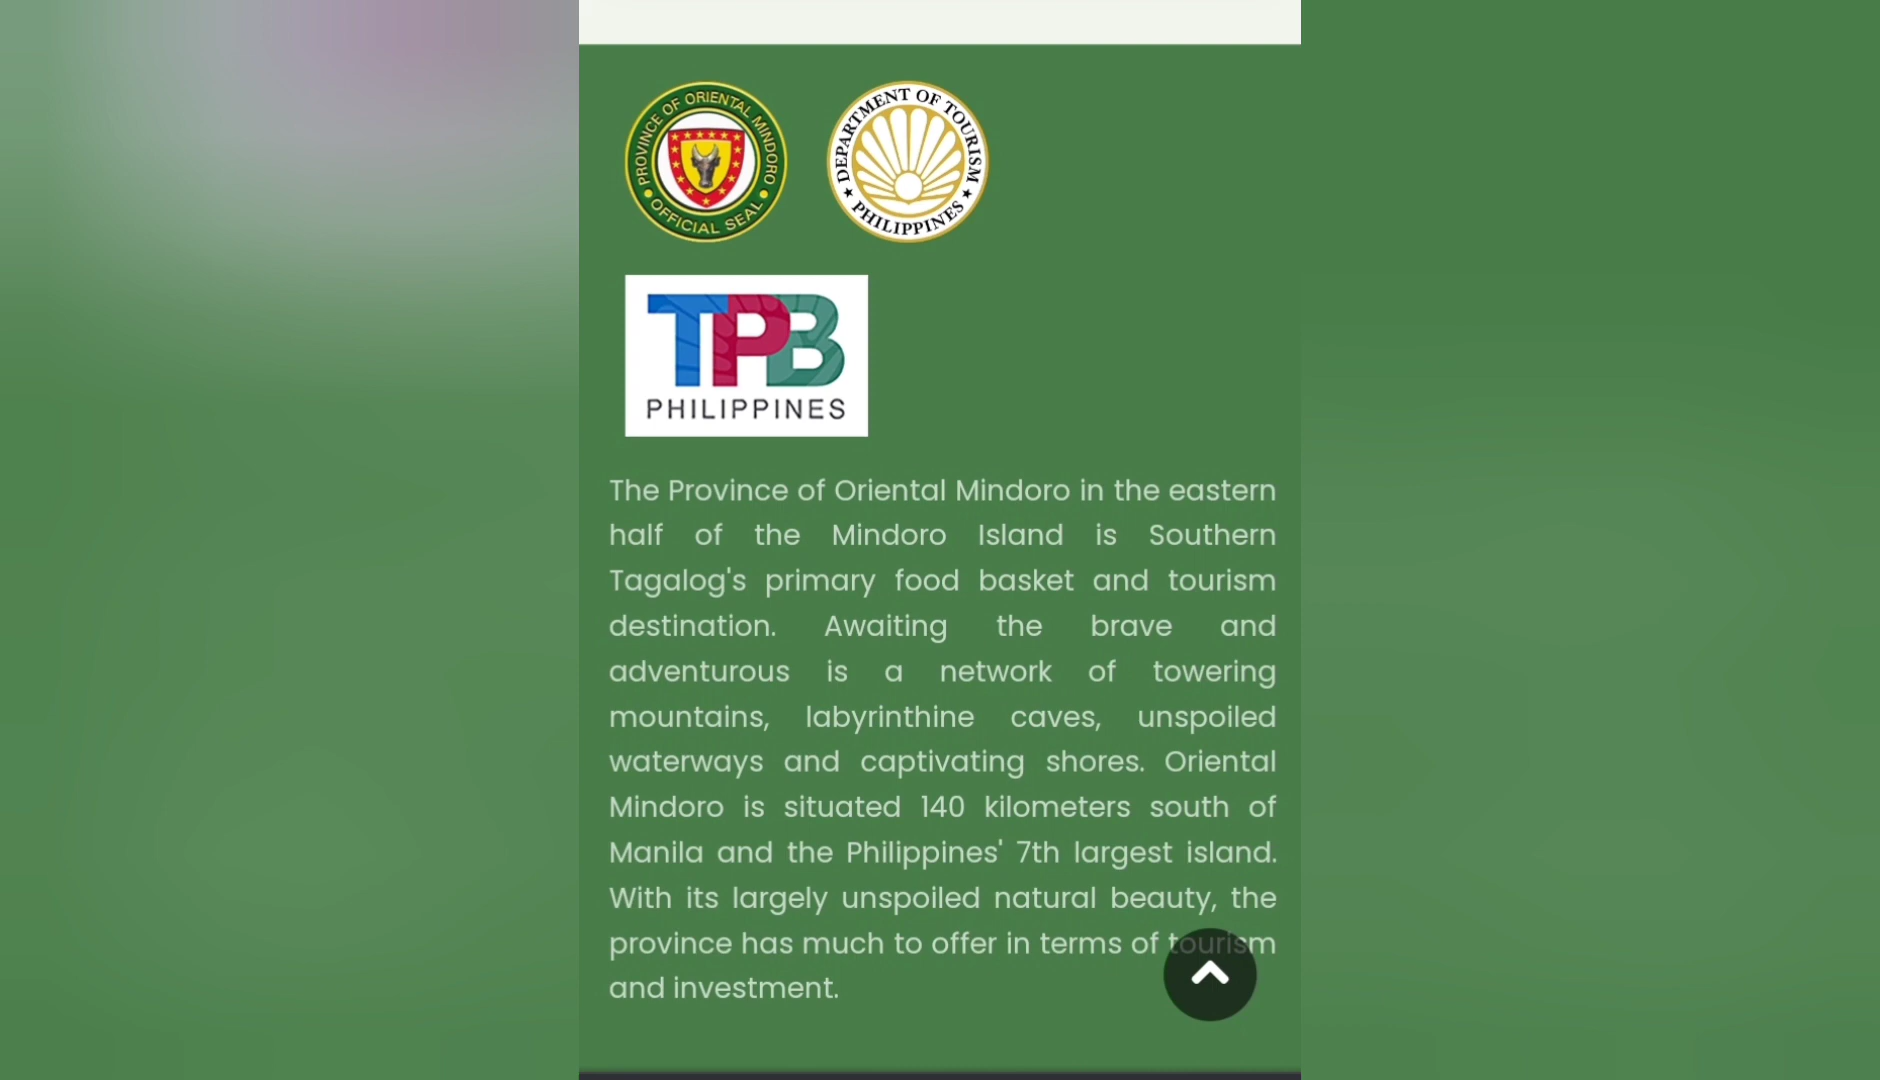 PROVINCE OF ORIENTAL MINDORO
OFFICIAL SEAL
DEPARTMENT OF TOURISM
PHILIPPINES
TPB
PHILIPPINES
The Province of Oriental Mindoro in the eastern
half of the Mindoro Island is Southern
Tagalog's primary food basket and tourism
destination. Awaiting the brave and
adventurous is a network of towering
mountains, labyrinthine caves, unspoiled
waterways and captivating shores. Oriental
Mindoro is situated 140 kilometers south of
Manila and the Philippines' 7th largest island.
With its largely unspoiled natural beauty, the
province has much to offer in terms of tourism
and investment.